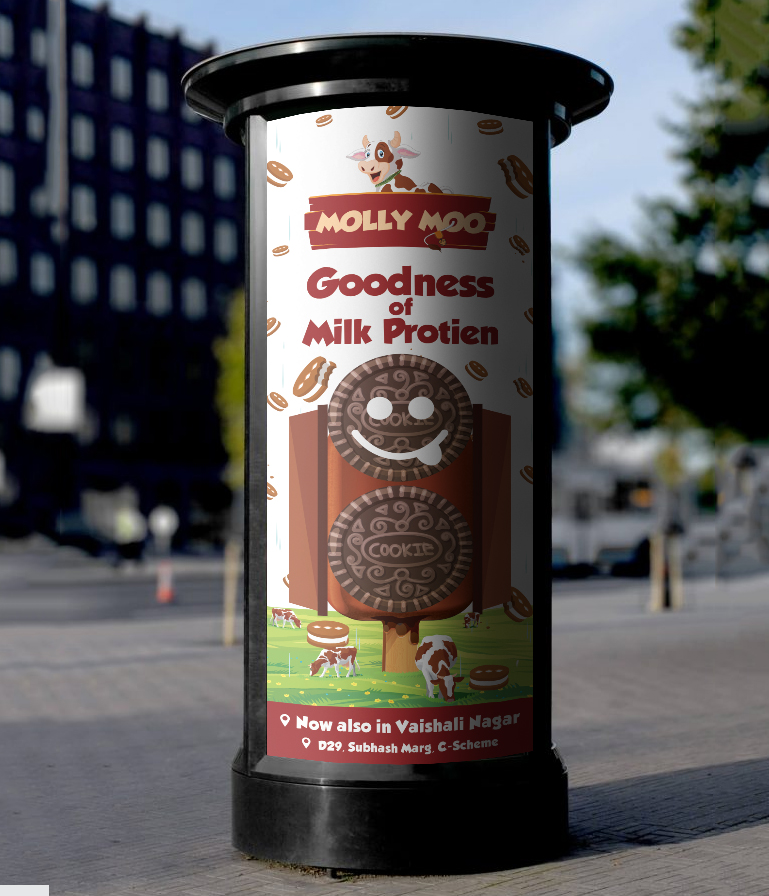 MOLLY MOO
Goodness
of
Milk Protien
COOKIE
COOKIE
Now also in Vaishali Nagar
D29, Subhash Marg, C-Scheme